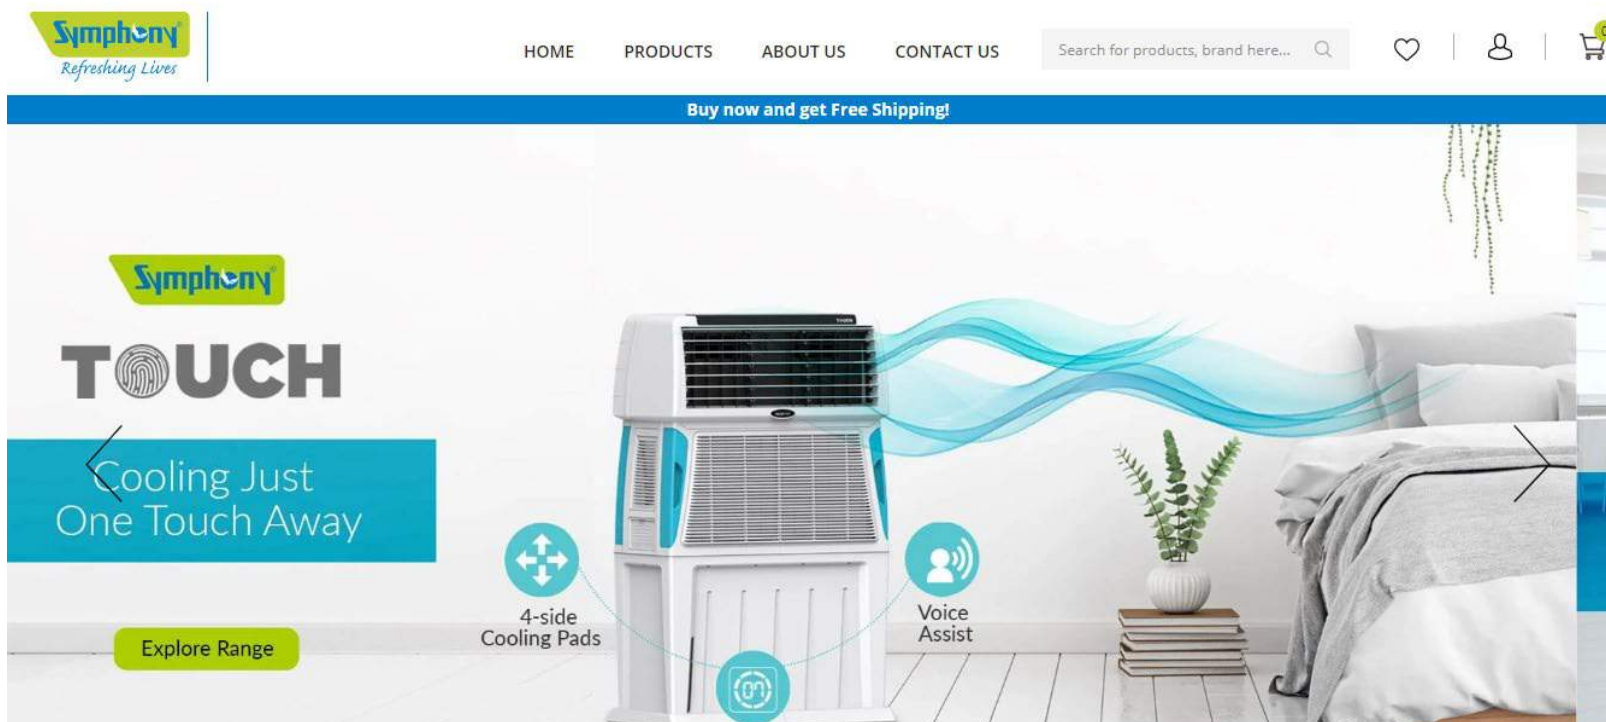 Symphony
Refreshing Lives
HOME PRODUCTS ABOUT US CONTACT US Search for products, brand here...
Buy now and get Free Shipping!
Symphony
TOUCH
Cooling Just
One Touch Away
Explore Range
4-side
Cooling Pads
Voice
Assist